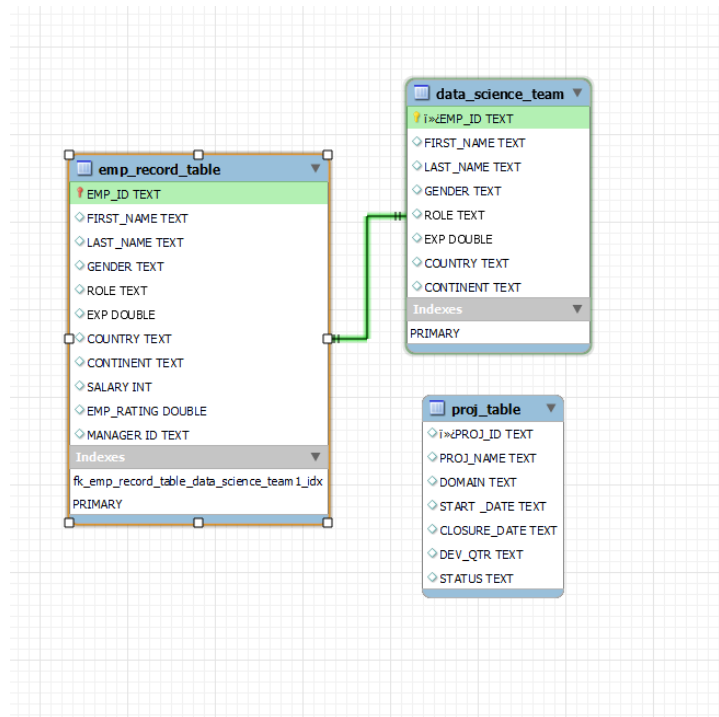 emp_record_table
EMP_ID TEXT
FIRST_NAME TEXT
LAST_NAME TEXT
GENDER TEXT
ROLE TEXT
EXP DOUBLE
COUNTRY TEXT
CONTINENT TEXT
SALARY INT
EMP_RATING DOUBLE
MANAGER ID TEXT
Indexes
fk_emp_record_table_data_science_team1_idx
PRIMARY
data_science_team
ï»¿EMP_ID TEXT
FIRST_NAME TEXT
LAST_NAME TEXT
GENDER TEXT
ROLE TEXT
EXP DOUBLE
COUNTRY TEXT
CONTINENT TEXT
Indexes
PRIMARY
proj_table
ï»¿PROJ_ID TEXT
PROJ_NAME TEXT
DOMAIN TEXT
START _DATE TEXT
CLOSURE_DATE TEXT
DEV_QTR TEXT
STATUS TEXT